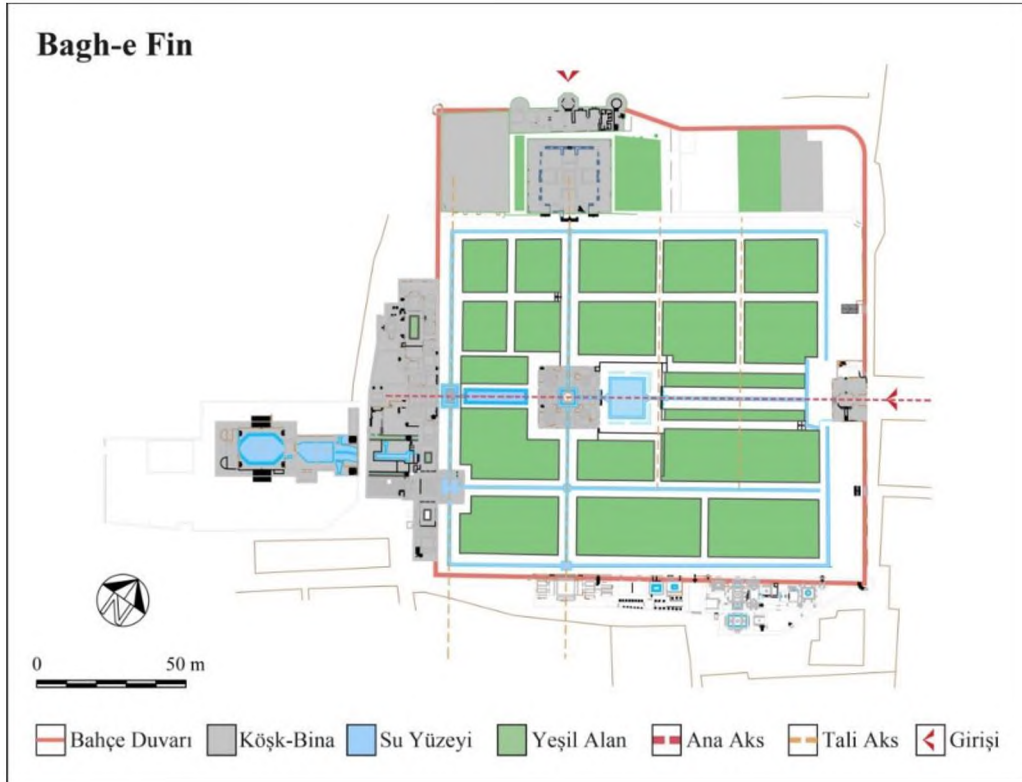 Bagh-e Fin
N
0 50 m
Bahçe Duvarı Köşk-Bina Su Yüzeyi Yeşil Alan Ana Aks Tali Aks Girişi